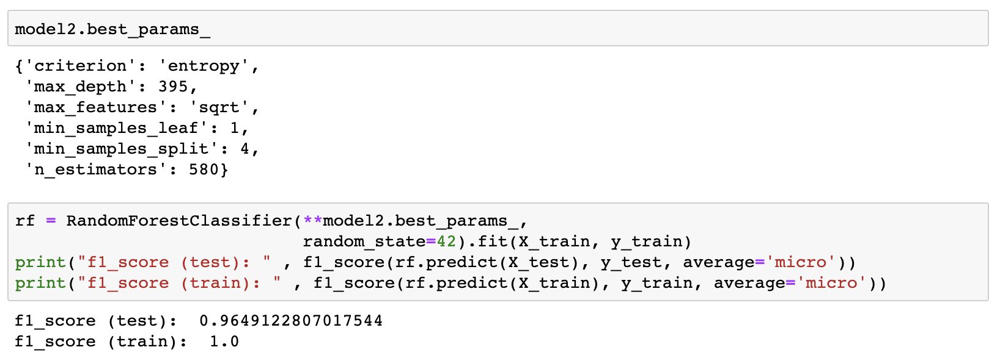 model2.best_params_
{'criterion': 'entropy',
 'max_depth': 395,
 'max_features': 'sqrt',
 'min_samples_leaf': 1,
 'min_samples_split': 4,
 'n_estimators': 580}
rf = RandomForestClassifier(**model2.best_params_,
                            random_state=42).fit(X_train, y_train)
print("f1_score (test): " , f1_score(rf.predict(X_test), y_test, average='micro'))
print("f1_score (train): " , f1_score(rf.predict(X_train), y_train, average='micro'))
f1_score (test):  0.9649122807017544
f1_score (train):  1.0